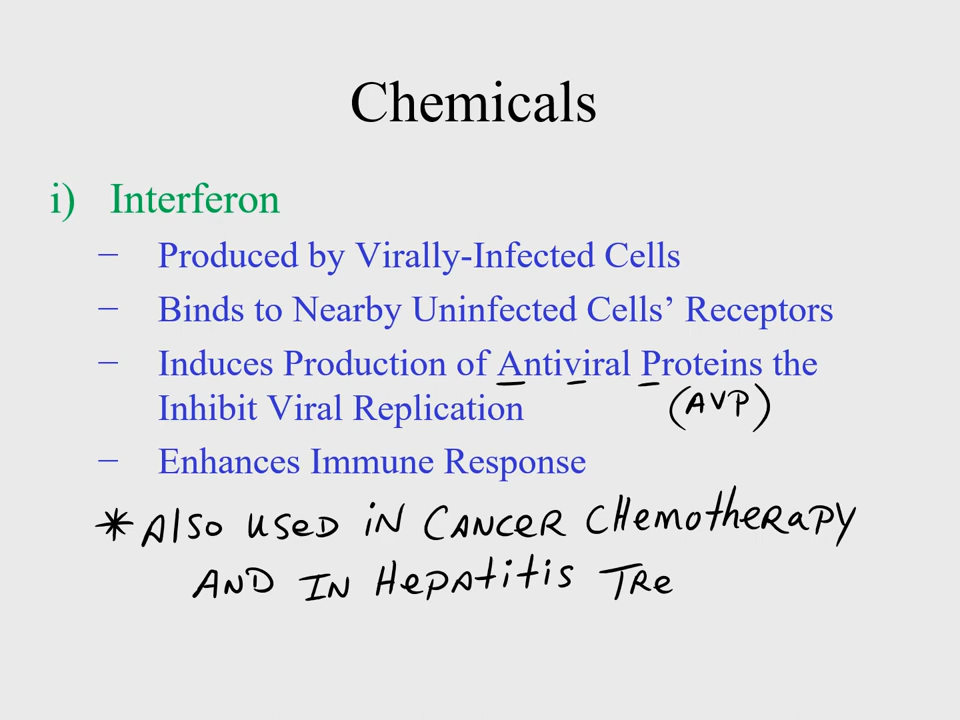 Chemicals
i) Interferon
– Produced by Virally-Infected Cells
– Binds to Nearby Uninfected Cells’ Receptors
– Induces Production of Antiviral Proteins the
Inhibit Viral Replication (AVP)
– Enhances Immune Response
* Also used in Cancer Chemotherapy
and in Hepatitis Tre